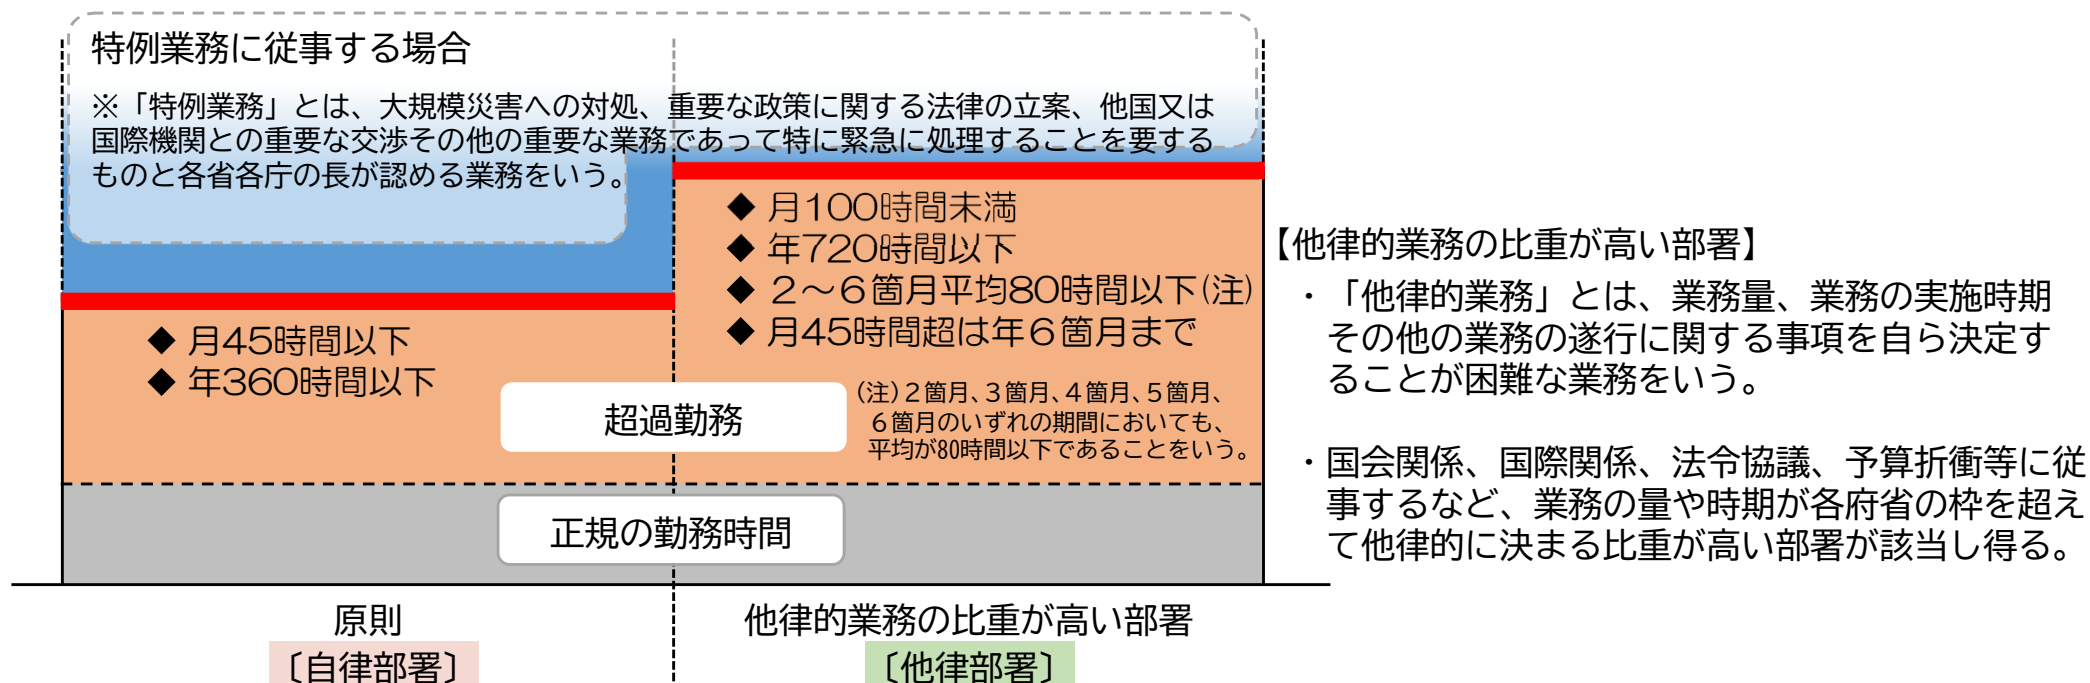 特例業務に従事する場合
※「特例業務」とは、大規模災害への対処、重要な政策に関する法律の立案、他国又は
国際機関との重要な交渉その他の重要な業務であって特に緊急に処理することを要する
ものと各省各庁の長が認める業務をいう。
◆ 月45時間以下
◆ 年360時間以下
◆ 月100時間未満
◆ 年720時間以下
◆ ２～６箇月平均80時間以下(注)
◆ 月45時間超は年６箇月まで
(注)２箇月、３箇月、４箇月、５箇月、
６箇月のいずれの期間においても、
平均が80時間以下であることをいう。
超過勤務
正規の勤務時間
原則
〔自律部署〕
他律的業務の比重が高い部署
〔他律部署〕
【他律的業務の比重が高い部署】
・「他律的業務」とは、業務量、業務の実施時期
その他の業務の遂行に関する事項を自ら決定す
ることが困難な業務をいう。
・国会関係、国際関係、法令協議、予算折衝等に従
事するなど、業務の量や時期が各府省の枠を超え
て他律的に決まる比重が高い部署が該当し得る。